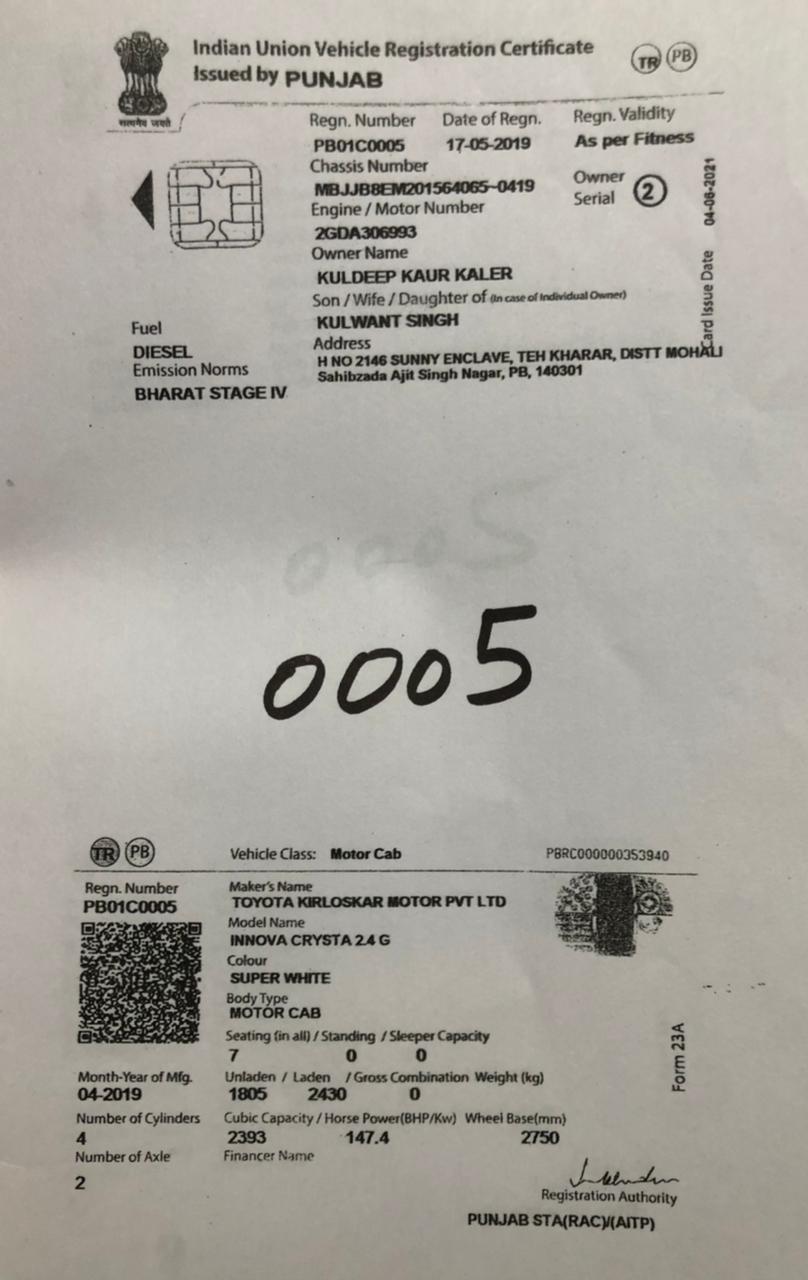 Indian Union Vehicle Registration Certificate
Issued by PUNJAB
TR PB
सत्यमेव जयते
Regn. Number Date of Regn. Regn. Validity
PB01C0005 17-05-2019 As per Fitness
Chassis Number
MBJJB8EM201564065-0419
Owner Serial 2
Engine / Motor Number
2GDA306993
Owner Name
KULDEEP KAUR KALER
Son / Wife / Daughter of (In case of Individual Owner)
KULWANT SINGH
Address
H NO 2146 SUNNY ENCLAVE, TEH KHARAR, DISTT MOHALI
Sahibzada Ajit Singh Nagar, PB, 140301
Card Issue Date 04-06-2021
Fuel
DIESEL
Emission Norms
BHARAT STAGE IV
0005
0005
TR PB Vehicle Class: Motor Cab PBRC000000353940
Regn. Number
PB01C0005
Maker's Name
TOYOTA KIRLOSKAR MOTOR PVT LTD
Model Name
INNOVA CRYSTA 2.4 G
Colour
SUPER WHITE
Body Type
MOTOR CAB
Seating (in all) / Standing / Sleeper Capacity
7 0 0
Month-Year of Mfg. Unladen / Laden / Gross Combination Weight (kg)
04-2019 1805 2430 0
Number of Cylinders Cubic Capacity / Horse Power(BHP/Kw) Wheel Base(mm)
4 2393 147.4 2750
Number of Axle Financer Name
2
Form 23A
Registration Authority
PUNJAB STA(RAC)/(AITP)